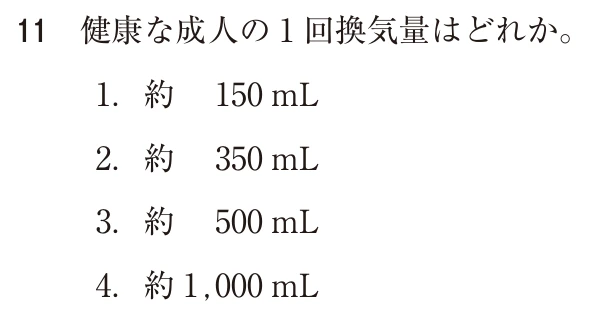 11 健康な成人の1回換気量はどれか。
1. 約 150 mL
2. 約 350 mL
3. 約 500 mL
4. 約 1,000 mL